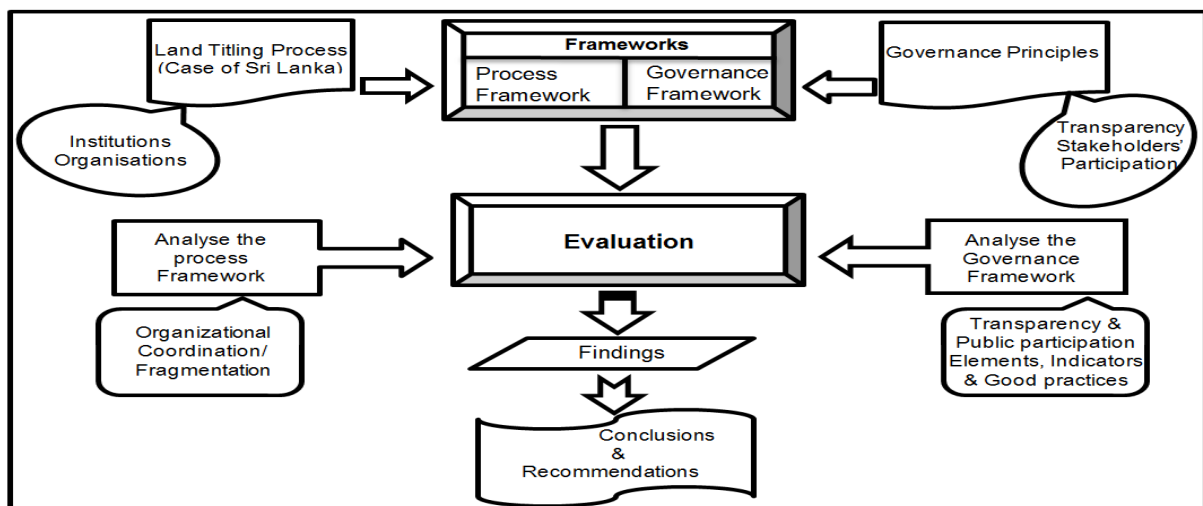 Land Titling Process
(Case of Sri Lanka)
Institutions
Organisations
Frameworks
Process
Framework
Governance
Framework
Governance Principles
Transparency
Stakeholders'
Participation
Analyse the
process
Framework
Organizational
Coordination/
Fragmentation
Evaluation
Analyse the
Governance
Framework
Transparency &
Public participation
Elements, Indicators
& Good practices
Findings
Conclusions
&
Recommendations